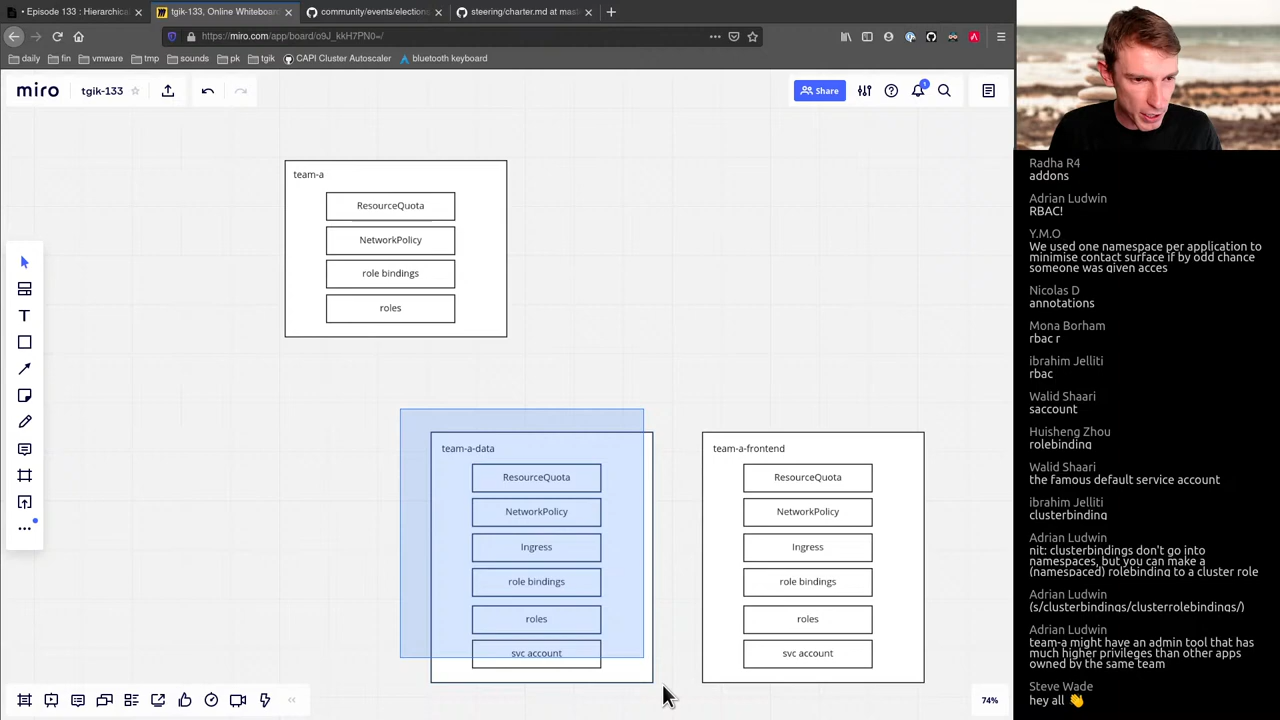 • Episode 133 : Hierarchica
tgik-133, Online Whiteboard
community/events/election
steering/charter.md at mast
https://miro.com/app/board/o9J_kkH7PN0=/
daily
fin
vmware
tmp
sounds
pk
tgik
CAPI Cluster Autoscaler
bluetooth keyboard
miro
tgik-133
Share
team-a
ResourceQuota
NetworkPolicy
role bindings
roles
team-a-data
ResourceQuota
NetworkPolicy
Ingress
role bindings
roles
svc account
team-a-frontend
ResourceQuota
NetworkPolicy
Ingress
role bindings
roles
svc account
74%
Radha R4
addons
Adrian Ludwin
RBAC!
Y.M.O
We used one namespace per application to
minimise contact surface if by odd chance
someone was given acces
Nicolas D
annotations
Mona Borham
rbac r
ibrahim Jelliti
rbac
Walid Shaari
saccount
Huisheng Zhou
rolebinding
Walid Shaari
the famous default service account
ibrahim Jelliti
clusterbinding
Adrian Ludwin
nit: clusterbindings don't go into
namespaces, but you can make a
(namespaced) rolebinding to a cluster role
Adrian Ludwin
(s/clusterbindings/clusterrolebindings/)
Adrian Ludwin
team-a might have an admin tool that has
much higher privileges than other apps
owned by the same team
Steve Wade
hey all 👋